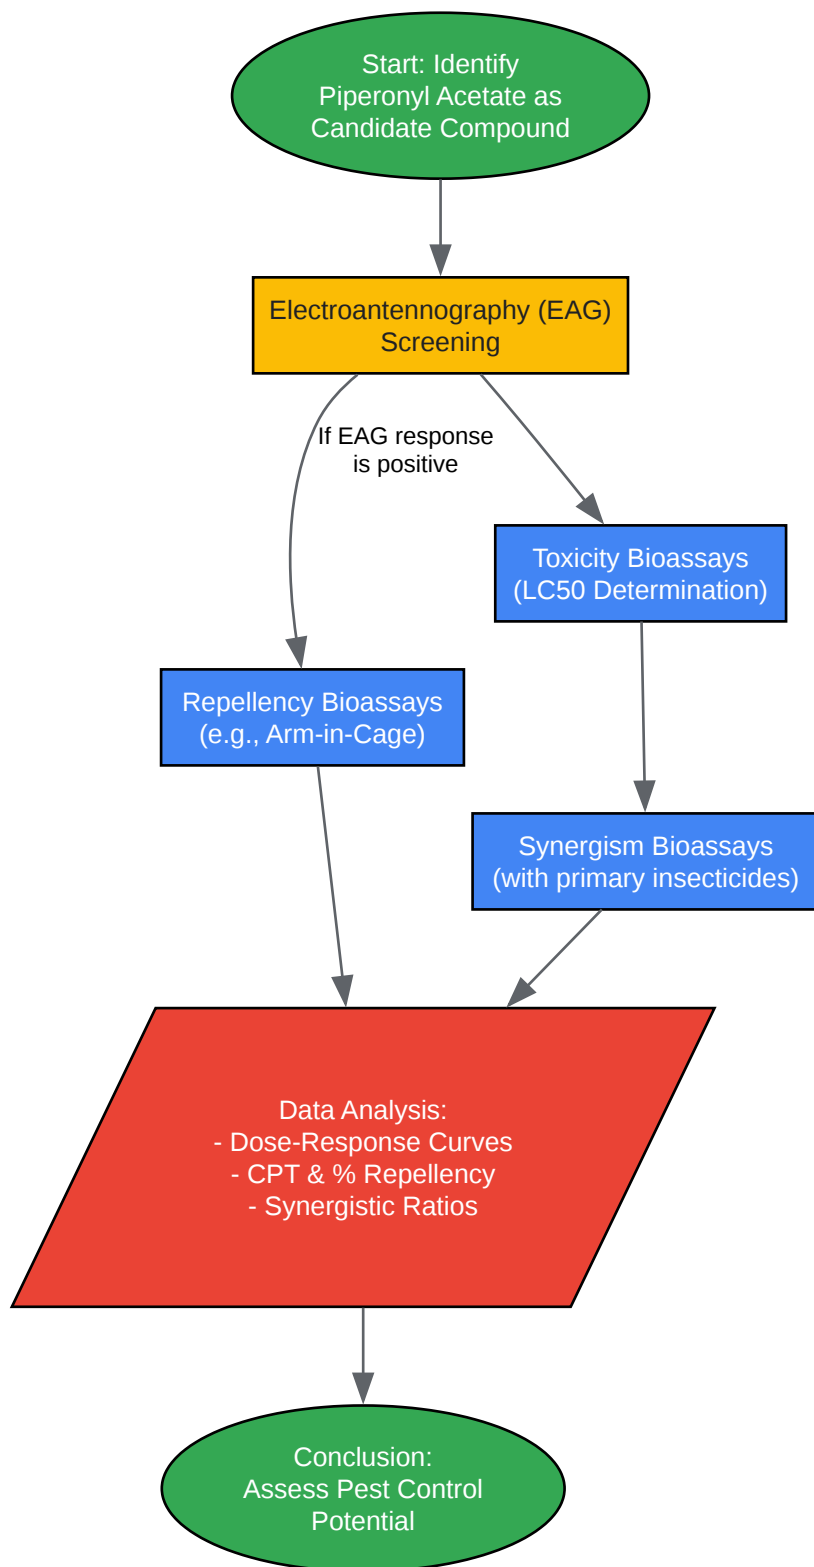 Start: Identify
Piperonyl Acetate as
Candidate Compound
Electroantennography (EAG)
Screening
If EAG response
is positive
Toxicity Bioassays
(LC50 Determination)
Repellency Bioassays
(e.g., Arm-in-Cage)
Synergism Bioassays
(with primary insecticides)
Data Analysis:
- Dose-Response Curves
- CPT & % Repellency
- Synergistic Ratios
Conclusion:
Assess Pest Control
Potential